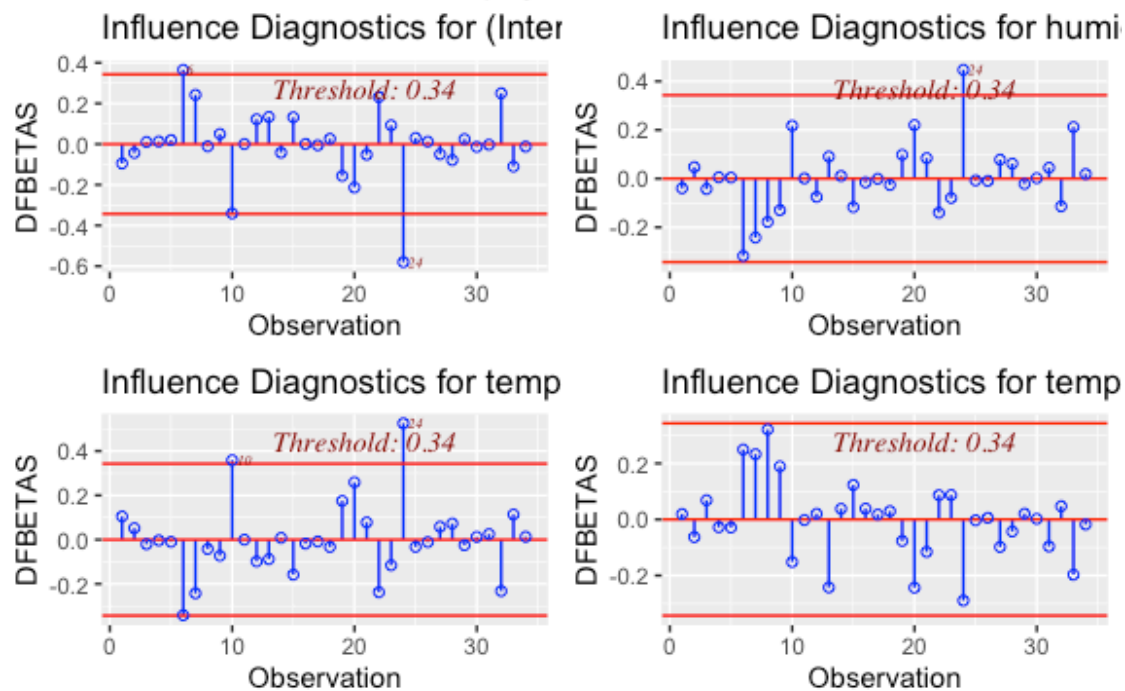 Influence Diagnostics for (Inter
0.4
0.2
0.0
-0.2
-0.4
-0.6
DFBETAS
6
Threshold: 0.34
24
0
10
20
30
Observation
Influence Diagnostics for humi
0.4
0.2
0.0
-0.2
DFBETAS
24
Threshold: 0.34
0
10
20
30
Observation
Influence Diagnostics for temp
0.4
0.2
0.0
-0.2
DFBETAS
10
Threshold: 0.34
24
0
10
20
30
Observation
Influence Diagnostics for temp
0.2
0.0
-0.2
DFBETAS
Threshold: 0.34
0
10
20
30
Observation